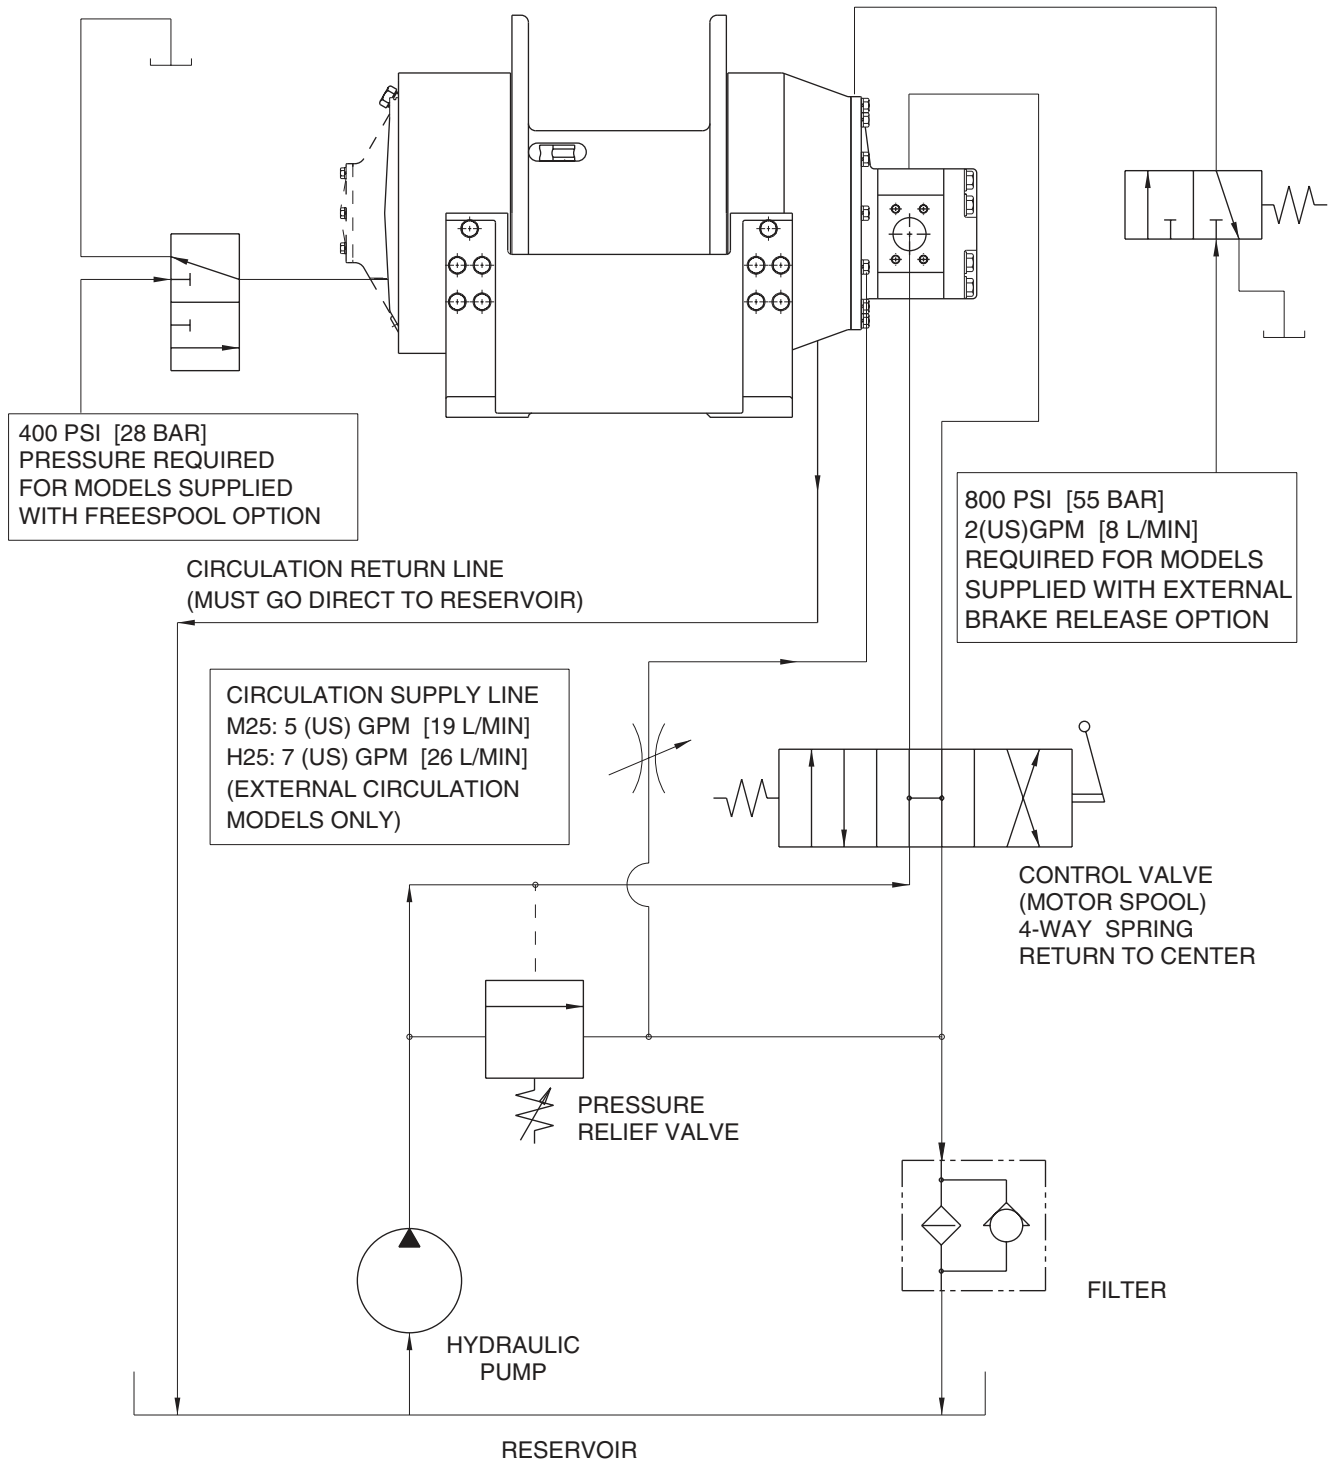 400 PSI [28 BAR]
PRESSURE REQUIRED
FOR MODELS SUPPLIED
WITH FREESPOOL OPTION
800 PSI [55 BAR]
2(US)GPM [8 L/MIN]
REQUIRED FOR MODELS
SUPPLIED WITH EXTERNAL
BRAKE RELEASE OPTION
CIRCULATION RETURN LINE
(MUST GO DIRECT TO RESERVOIR)
CIRCULATION SUPPLY LINE
M25: 5 (US) GPM [19 L/MIN]
H25: 7 (US) GPM [26 L/MIN]
(EXTERNAL CIRCULATION
MODELS ONLY)
CONTROL VALVE
(MOTOR SPOOL)
4-WAY SPRING
RETURN TO CENTER
PRESSURE
RELIEF VALVE
FILTER
HYDRAULIC
PUMP
RESERVOIR